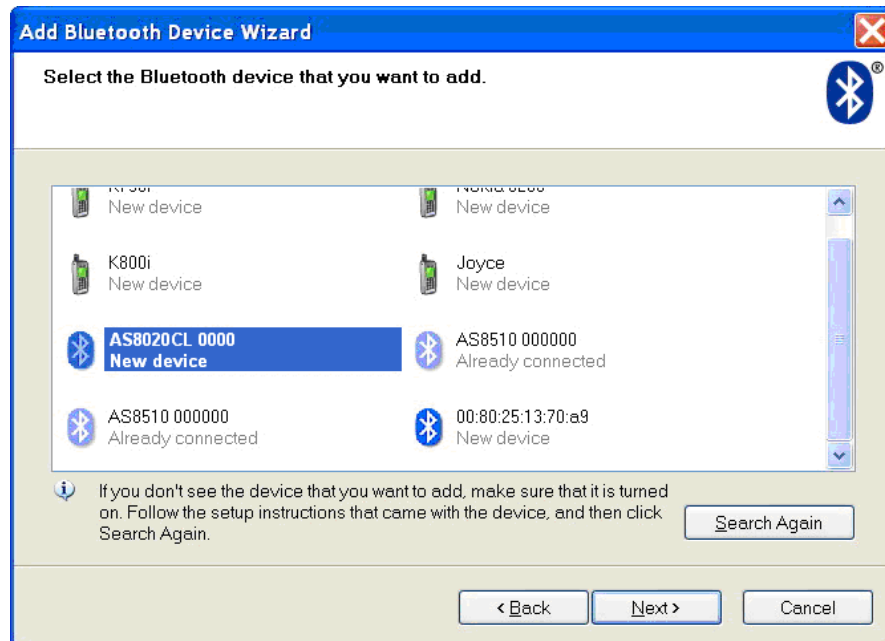 Add Bluetooth Device Wizard
Select the Bluetooth device that you want to add.
®
New device
New device
K800i
New device
Joyce
New device
AS8020CL 0000
New device
AS8510 000000
Already connected
AS8510 000000
Already connected
00:80:25:13:70:a9
New device
If you don't see the device that you want to add, make sure that it is turned
on. Follow the setup instructions that came with the device, and then click
Search Again.
Search Again
< Back
Next >
Cancel